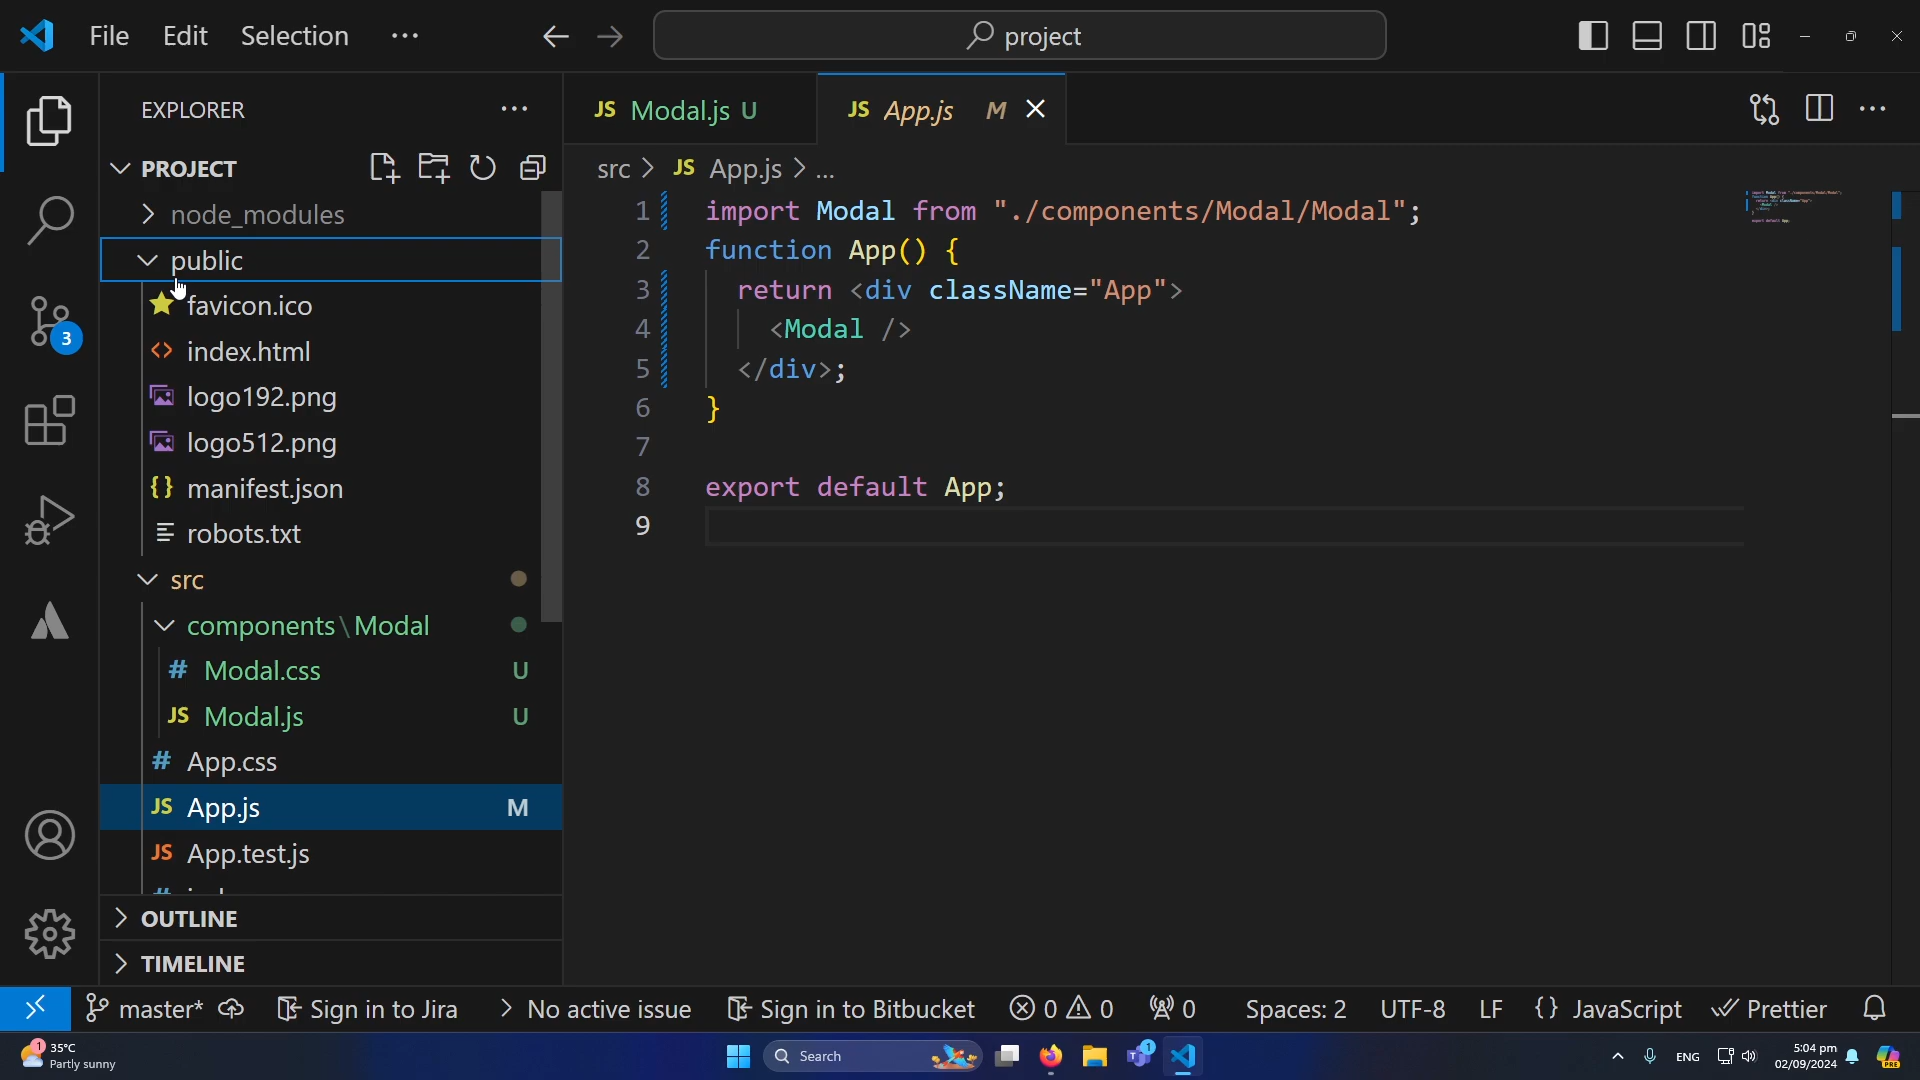 File Edit Selection ···
project
EXPLORER
PROJECT
node_modules
public
favicon.ico
index.html
logo192.png
logo512.png
manifest.json
robots.txt
src
components\Modal
Modal.css U
Modal.js U
App.css
App.js M
App.test.js
OUTLINE
TIMELINE
3
JS Modal.js U
JS App.js M
src > JS App.js > ...
1 import Modal from "./components/Modal/Modal";
2 function App() {
3 return <div className="App">
4 <Modal />
5 </div>;
6 }
7
8 export default App;
9
master* Sign in to Jira > No active issue Sign in to Bitbucket 0 0 0 Spaces: 2 UTF-8 LF {} JavaScript Prettier
1 35°C
Partly sunny
Search
1
ENG
5:04 pm
02/09/2024
PRE